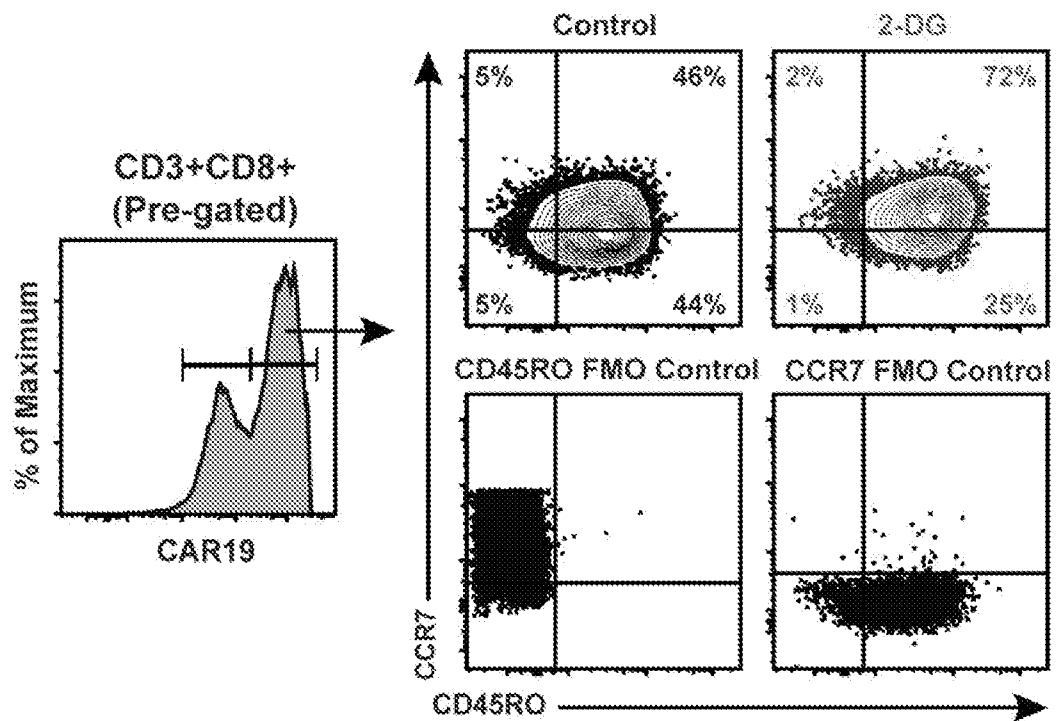 Control
2-DG
5%
46%
2%
72%
CD3+CD8+
(Pre-gated)
5%
44%
1%
25%
% of Maximum
CAR19
CD45RO FMO Control
CCR7 FMO Control
CCR7
CD45RO